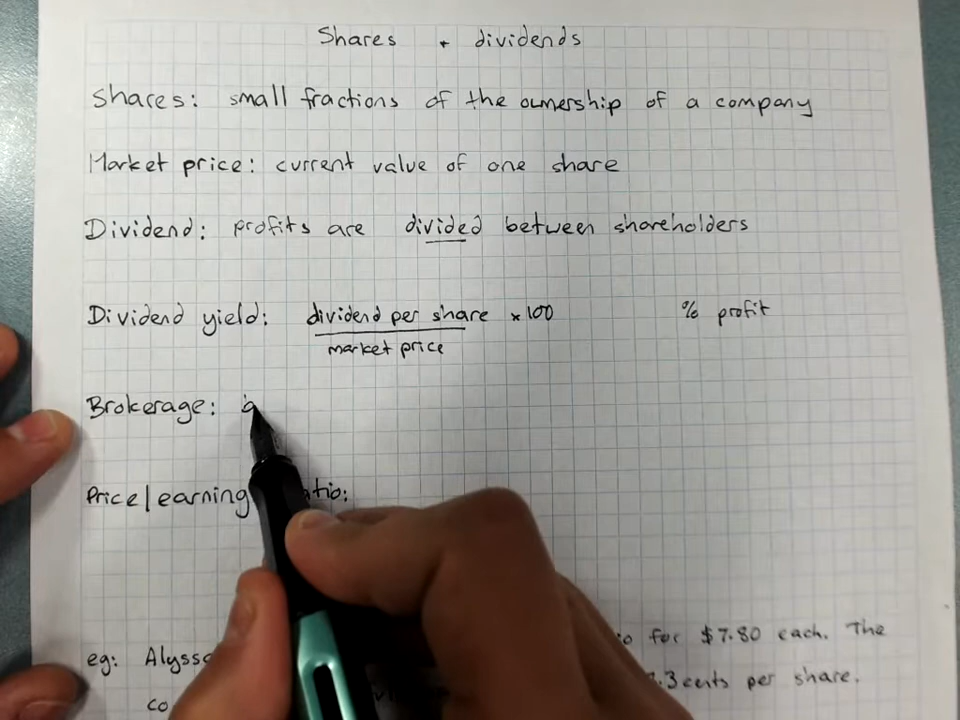 Shares + dividends
Shares: small fractions of the ownership of a company
Market price: current value of one share
Dividend: profits are divided between shareholders
Dividend yield: dividend per share × 100 % profit
market price
Brokerage:
Price/earning
for $7.80 each. The
eg: Alyssa
cents per share.
co